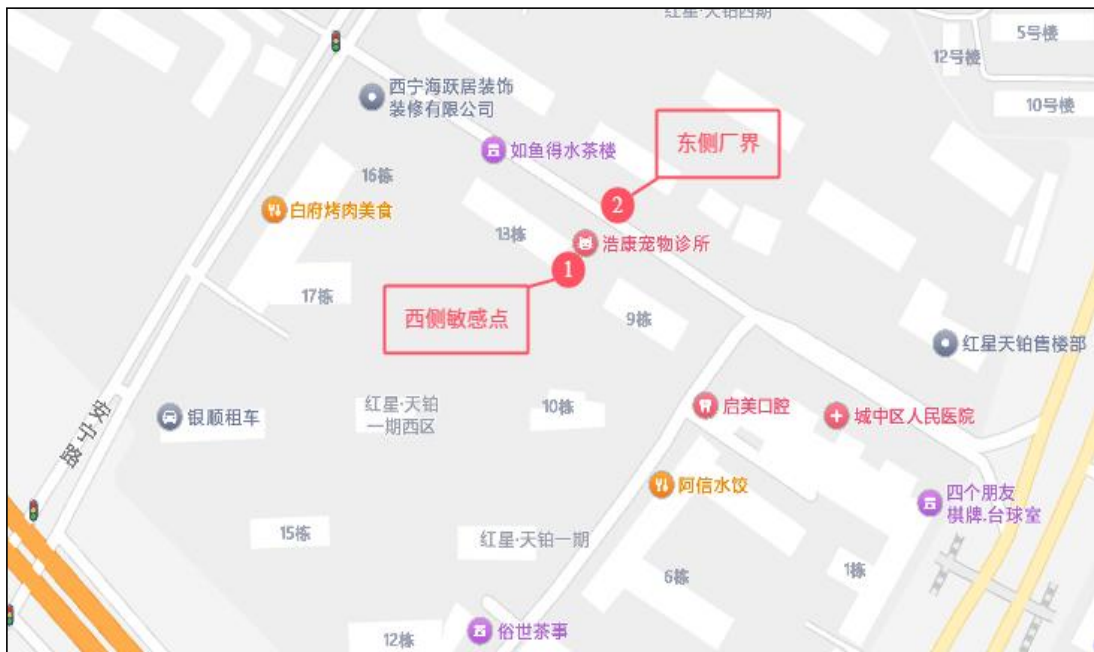 红星·天铂四期
5号楼
12号楼
10号楼
西宁海跃居装饰
装修有限公司
东侧厂界
如鱼得水茶楼
16栋
2
白府烤肉美食
13栋
浩康宠物诊所
1
17栋
西侧敏感点
9栋
红星天铂售楼部
银顺租车
红星·天铂
一期西区
10栋
启美口腔
城中区人民医院
安宁路
阿信水饺
四个朋友
棋牌.台球室
15栋
红星·天铂一期
6栋
1栋
12栋
俗世茶事